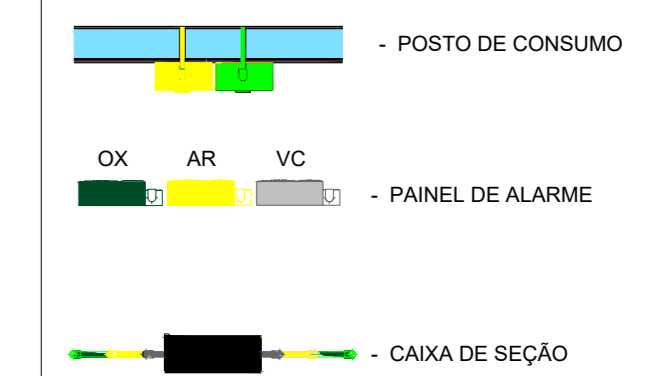 - POSTO DE CONSUMO
OX AR VC
- PAINEL DE ALARME
- CAIXA DE SEÇÃO